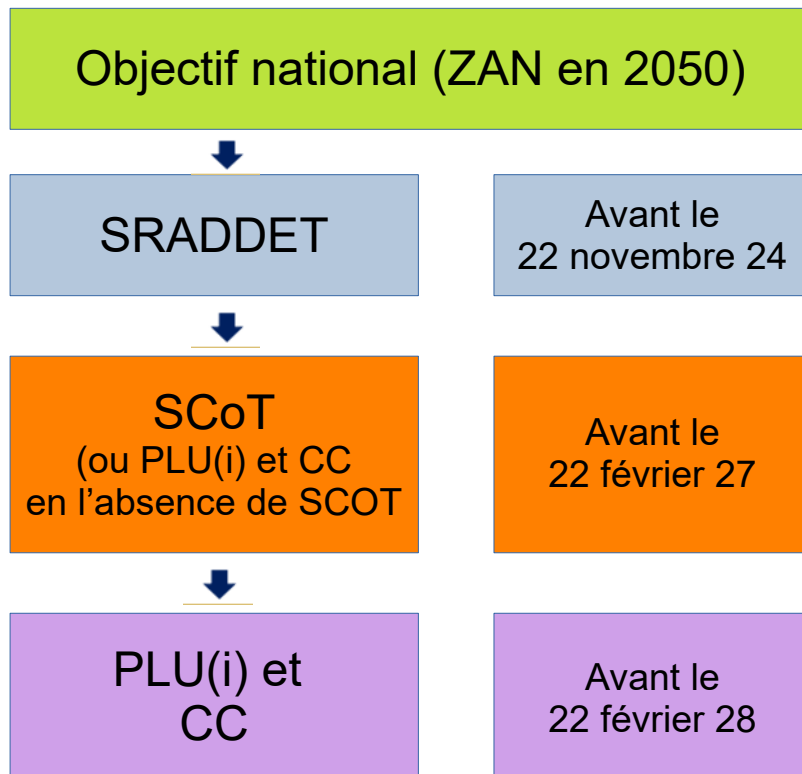 Objectif national (ZAN en 2050)
SRADDET
Avant le
22 novembre 24
SCoT
(ou PLU(i) et CC
en l’absence de SCOT
Avant le
22 février 27
PLU(i) et
CC
Avant le
22 février 28